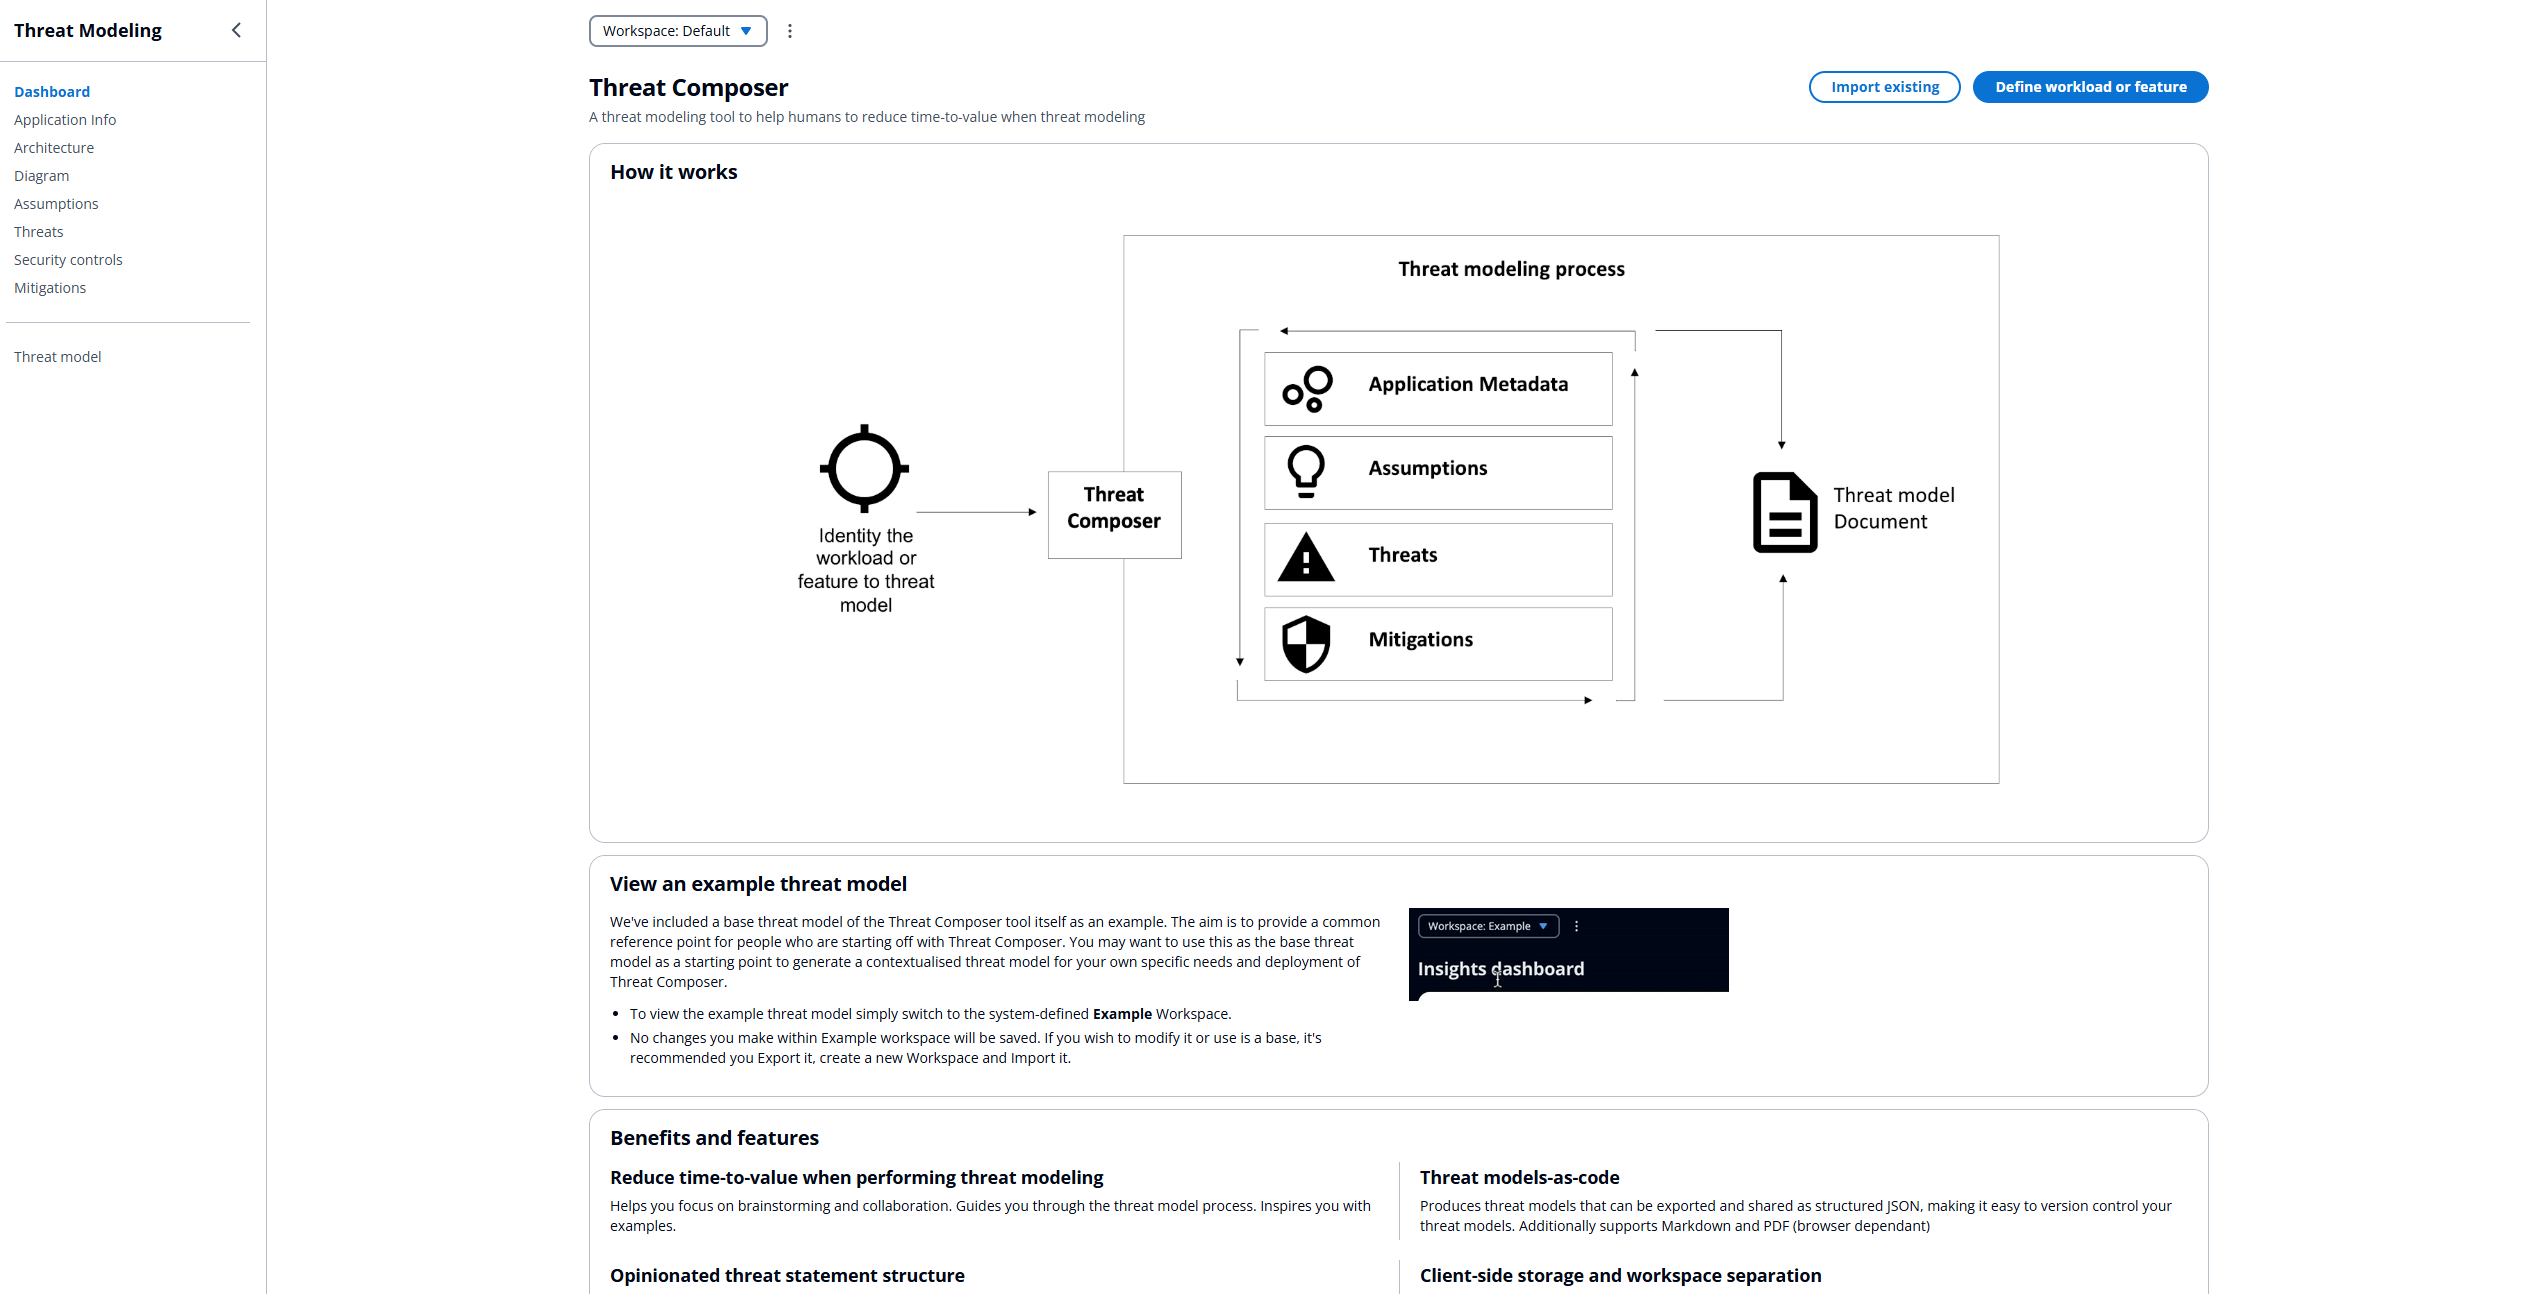 Threat Modeling
Dashboard
Application Info
Architecture
Diagram
Assumptions
Threats
Security controls
Mitigations
Threat model
Workspace: Default
Threat Composer
A threat modeling tool to help humans to reduce time-to-value when threat modeling
Import existing
Define workload or feature
How it works
Threat modeling process
Identity the
workload or
feature to threat
model
Threat
Composer
Application Metadata
Assumptions
Threats
Mitigations
Threat model
Document
View an example threat model
We've included a base threat model of the Threat Composer tool itself as an example. The aim is to provide a common
reference point for people who are starting off with Threat Composer. You may want to use this as the base threat
model as a starting point to generate a contextualised threat model for your own specific needs and deployment of
Threat Composer.
• To view the example threat model simply switch to the system-defined Example Workspace.
• No changes you make within Example workspace will be saved. If you wish to modify it or use is a base, it's
recommended you Export it, create a new Workspace and Import it.
Workspace: Example
Insights dashboard
Benefits and features
Reduce time-to-value when performing threat modeling
Helps you focus on brainstorming and collaboration. Guides you through the threat model process. Inspires you with
examples.
Threat models-as-code
Produces threat models that can be exported and shared as structured JSON, making it easy to version control your
threat models. Additionally supports Markdown and PDF (browser dependant)
Opinionated threat statement structure
Client-side storage and workspace separation